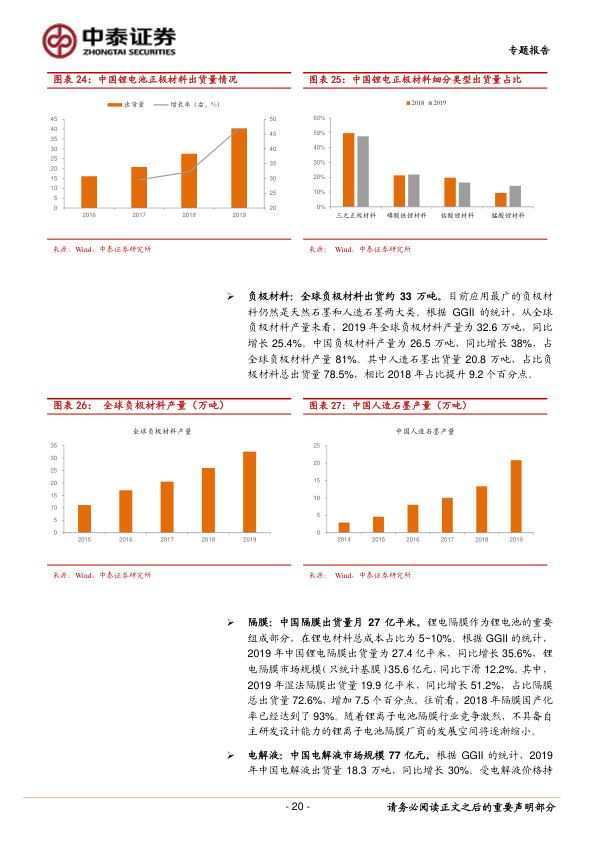 中泰证券
ZHONGTAI SECURITIES
专题报告
图表 24：中国锂电池正极材料出货量情况
出货量 增长率（右，%）
45
40
35
30
25
20
15
10
5
0
50
45
40
35
30
25
20
2016 2017 2018 2019
来源：Wind，中泰证券研究所
图表 25：中国锂电正极材料细分类型出货量占比
2018 2019
60%
50%
40%
30%
20%
10%
0%
三元正极材料 磷酸铁锂材料 钴酸锂材料 锰酸锂材料
来源： Wind，中泰证券研究所
➢ 负极材料：全球负极材料出货约 33 万吨。目前应用最广的负极材
料仍然是天然石墨和人造石墨两大类。根据 GGII 的统计，从全球
负极材料产量来看，2019 年全球负极材料产量为 32.6 万吨，同比
增长 25.4%。中国负极材料产量为 26.5 万吨，同比增长 38%，占
全球负极材料产量 81%。其中人造石墨出货量 20.8 万吨，占比负
极材料总出货量 78.5%，相比 2018 年占比提升 9.2 个百分点。
图表 26： 全球负极材料产量（万吨）
全球负极材料产量
35
30
25
20
15
10
5
0
2015 2016 2017 2018 2019
来源： Wind，中泰证券研究所
图表 27：中国人造石墨产量（万吨）
中国人造石墨产量
25
20
15
10
5
0
2014 2015 2016 2017 2018 2019
来源： Wind，中泰证券研究所
➢ 隔膜：中国隔膜出货量月 27 亿平米。锂电隔膜作为锂电池的重要
组成部分，在锂电材料总成本占比为 5~10%。根据 GGII 的统计，
2019 年中国锂电隔膜出货量为 27.4 亿平米，同比增长 35.6%，锂
电隔膜市场规模（只统计基膜）35.6 亿元，同比下滑 12.2%。其中，
2019 年湿法隔膜出货量 19.9 亿平米，同比增长 51.2%，占比隔膜
总出货量 72.6%，增加 7.5 个百分点。往前看，2018 年隔膜国产化
率已经达到了 93%。随着锂离子电池隔膜行业竞争激烈，不具备自
主研发设计能力的锂离子电池隔膜厂商的发展空间将逐渐缩小。
➢ 电解液：中国电解液市场规模 77 亿元。根据 GGII 的统计，2019
年中国电解液出货量 18.3 万吨，同比增长 30%。受电解液价格持
- 20 -
请务必阅读正文之后的重要声明部分